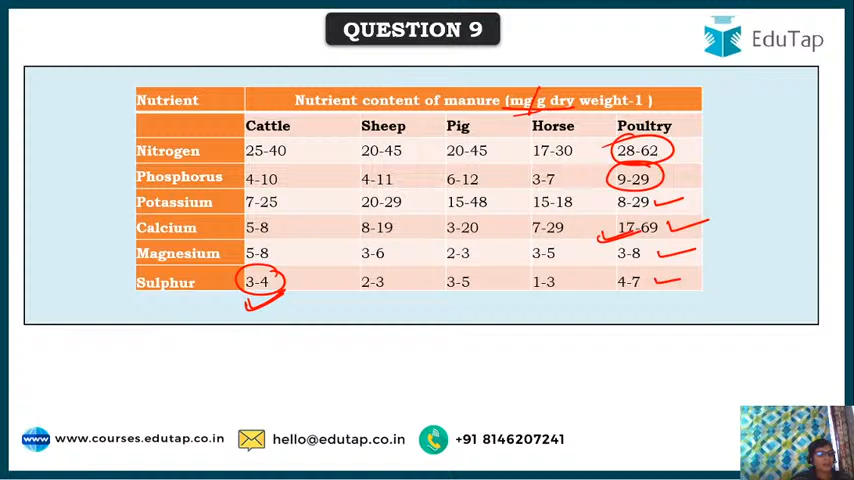 QUESTION 9
EduTap
Nutrient Nutrient content of manure (mg g dry weight-1 )
Cattle Sheep Pig Horse Poultry
Nitrogen 25-40 20-45 20-45 17-30 28-62
Phosphorus 4-10 4-11 6-12 3-7 9-29
Potassium 7-25 20-29 15-48 15-18 8-29
Calcium 5-8 8-19 3-20 7-29 17-69
Magnesium 5-8 3-6 2-3 3-5 3-8
Sulphur 3-4 2-3 3-5 1-3 4-7
www www.courses.edutap.co.in hello@edutap.co.in +91 8146207241